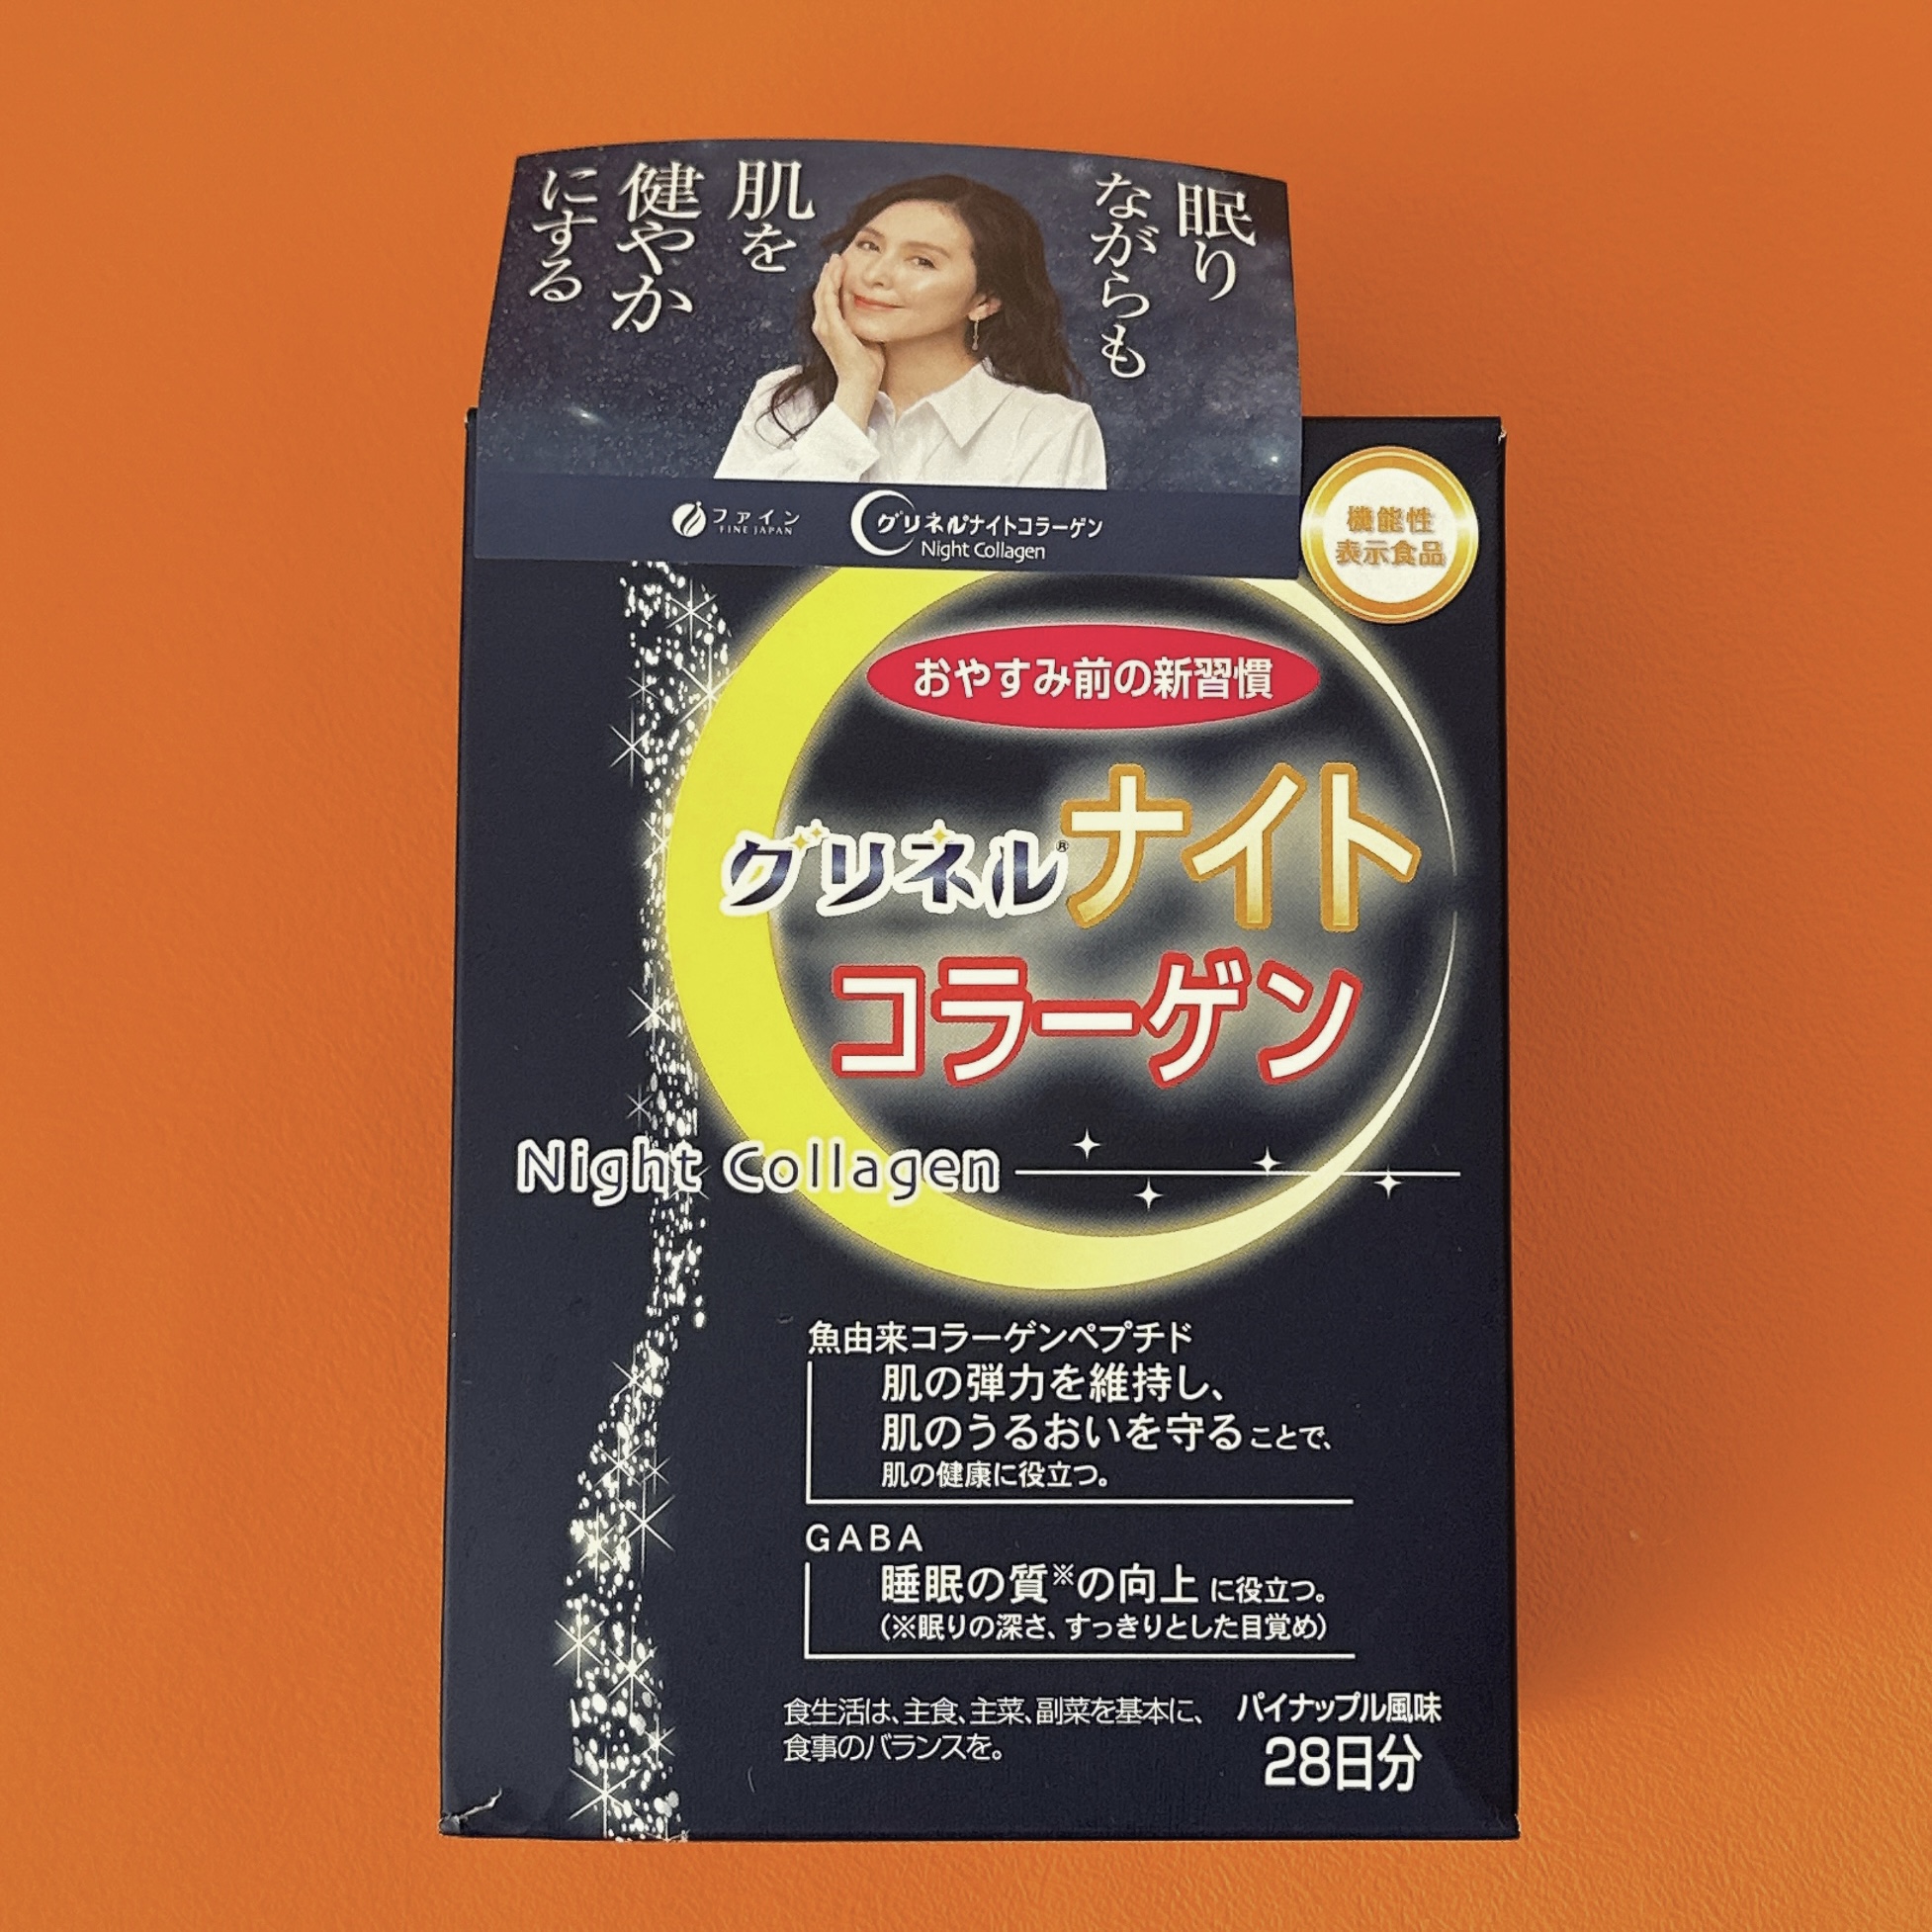 眠り
ながらも
肌を
健やか
にする
ファイン
FINE JAPAN
グリネルナイトコラーゲン
Night Collagen
機能性
表示食品
おやすみ前の新習慣
グリネル®ナイト
コラーゲン
Night Collagen
魚由来コラーゲンペプチド
肌の弾力を維持し、
肌のうるおいを守ることで、
肌の健康に役立つ。
GABA
睡眠の質※の向上に役立つ。
(※眠りの深さ、すっきりとした目覚め)
食生活は、主食、主菜、副菜を基本に、
食事のバランスを。
パイナップル風味
28日分